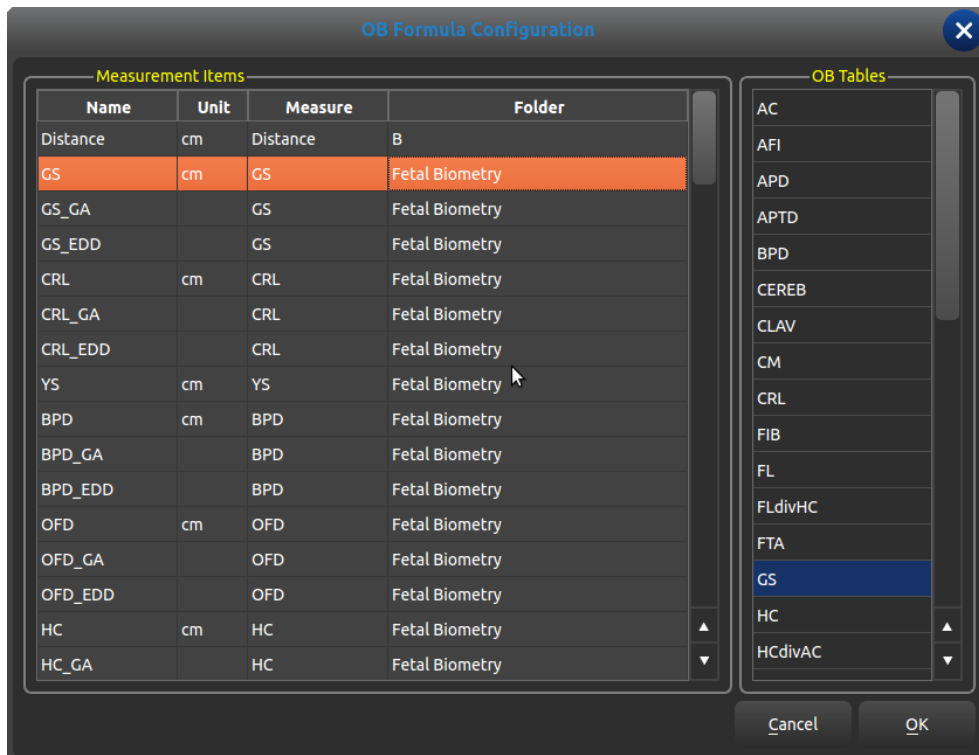 OB Formula Configuration
Measurement Items
Name Unit Measure Folder
Distance cm Distance B
GS cm GS Fetal Biometry
GS_GA GS Fetal Biometry
GS_EDD GS Fetal Biometry
CRL cm CRL Fetal Biometry
CRL_GA CRL Fetal Biometry
CRL_EDD CRL Fetal Biometry
YS cm YS Fetal Biometry
BPD cm BPD Fetal Biometry
BPD_GA BPD Fetal Biometry
BPD_EDD BPD Fetal Biometry
OFD cm OFD Fetal Biometry
OFD_GA OFD Fetal Biometry
OFD_EDD OFD Fetal Biometry
HC cm HC Fetal Biometry
HC_GA HC Fetal Biometry
OB Tables
AC
AFI
APD
APTD
BPD
CEREB
CLAV
CM
CRL
FIB
FL
FLdivHC
FTA
GS
HC
HCdivAC
Cancel OK